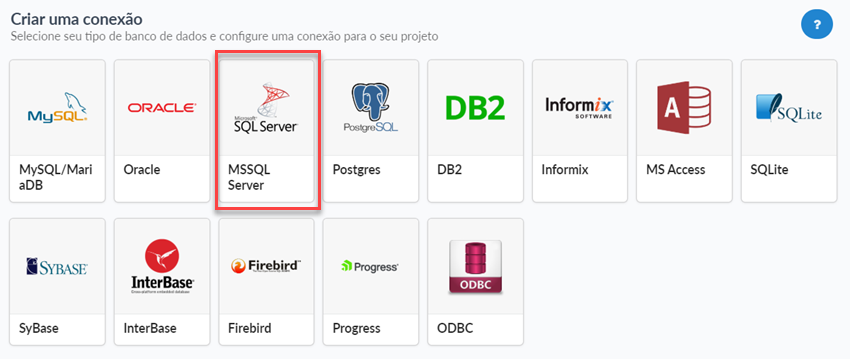 Criar uma conexão
Selecione seu tipo de banco de dados e configure uma conexão para o seu projeto
?
MySQL
ORACLE
Microsoft
SQL Server
PostgreSQL
DB2
Informix
SOFTWARE
A
SQLite
MySQL/Mari
aDB
Oracle
MSSQL
Server
Postgres
DB2
Informix
MS Access
SQLite
SYBASE
InterBase
Firebird
Progress
ODBC
SyBase
InterBase
Firebird
Progress
ODBC